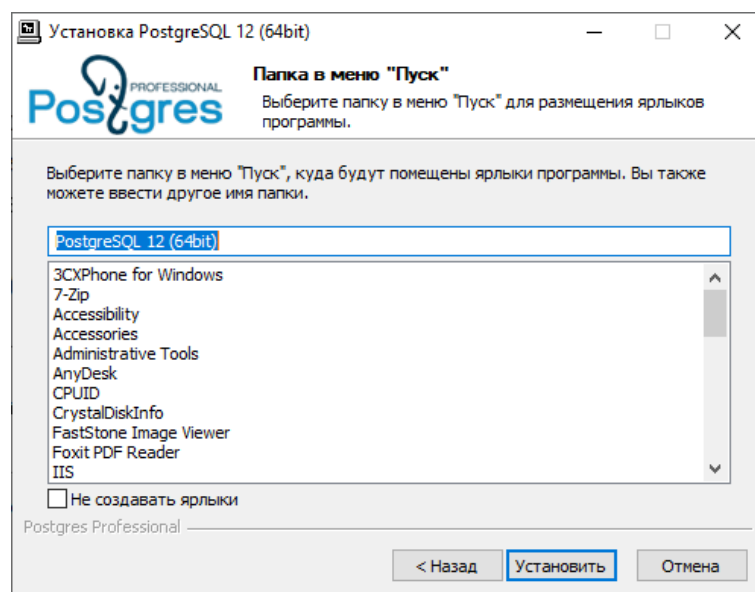 Установка PostgreSQL 12 (64bit)
PROFESSIONAL
Postgres
Папка в меню "Пуск"
Выберите папку в меню "Пуск" для размещения ярлыков
программы.
Выберите папку в меню "Пуск", куда будут помещены ярлыки программы. Вы также
можете ввести другое имя папки.
PostgreSQL 12 (64bit)
3CXPhone for Windows
7-Zip
Accessibility
Accessories
Administrative Tools
AnyDesk
CPUID
CrystalDiskInfo
FastStone Image Viewer
Foxit PDF Reader
IIS
Не создавать ярлыки
Postgres Professional
< Назад
Установить
Отмена